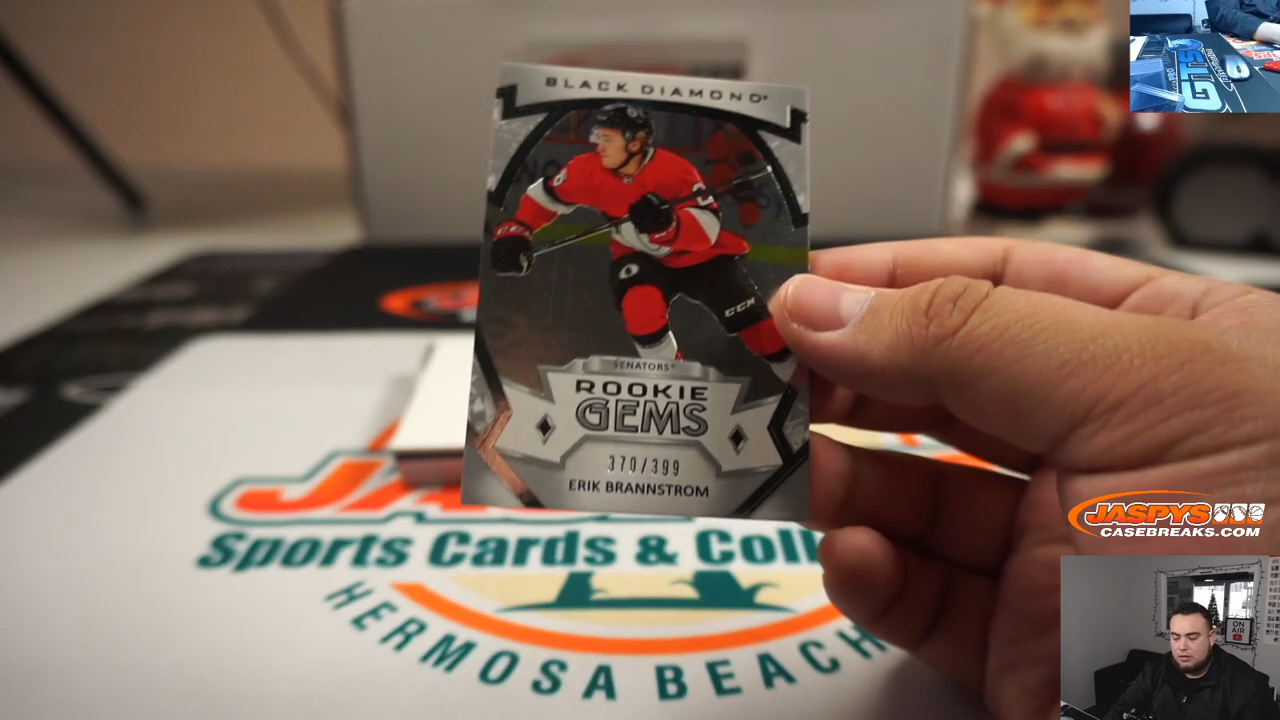 BLACK DIAMOND
CCM
SENATORS
ROOKIE
GEMS
370/399
ERIK BRANNSTROM
Sports Cards & Coll
HERMOSA BEACH
GTS
JASPYS
CASEBREAKS.COM
ON
AIR